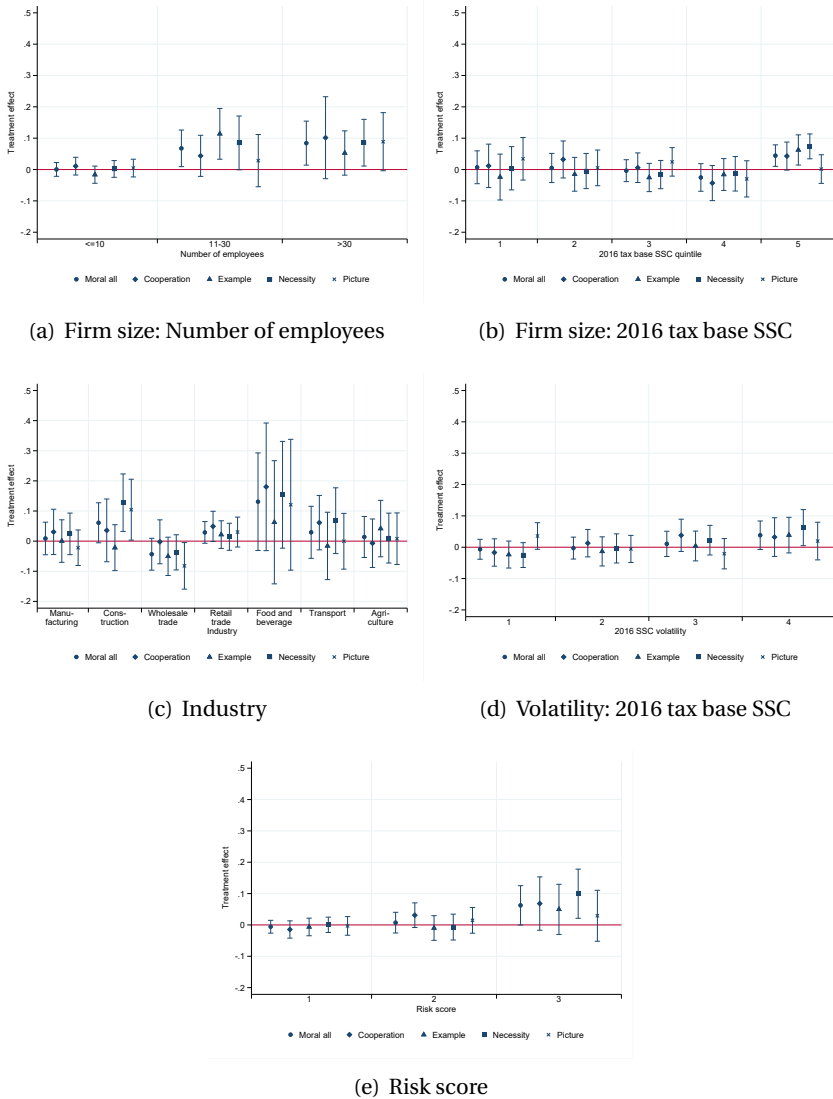 .5
.4
.3
.2
.1
0
-.1
-.2
Treatment effect
<=10 11-30 >30
Number of employees
Moral all Cooperation Example Necessity Picture
(a) Firm size: Number of employees
.5
.4
.3
.2
.1
0
-.1
-.2
Treatment effect
1 2 3 4 5
2016 tax base SSC quintile
Moral all Cooperation Example Necessity Picture
(b) Firm size: 2016 tax base SSC
.5
.4
.3
.2
.1
0
-.1
-.2
Treatment effect
Manu- Cons- Wholesale Retail Food and Transport Agri-
facturing truction trade trade beverage culture
Industry
Moral all Cooperation Example Necessity Picture
(c) Industry
.5
.4
.3
.2
.1
0
-.1
-.2
Treatment effect
1 2 3 4
2016 SSC volatility
Moral all Cooperation Example Necessity Picture
(d) Volatility: 2016 tax base SSC
.5
.4
.3
.2
.1
0
-.1
-.2
Treatment effect
1 2 3
Risk score
Moral all Cooperation Example Necessity Picture
(e) Risk score